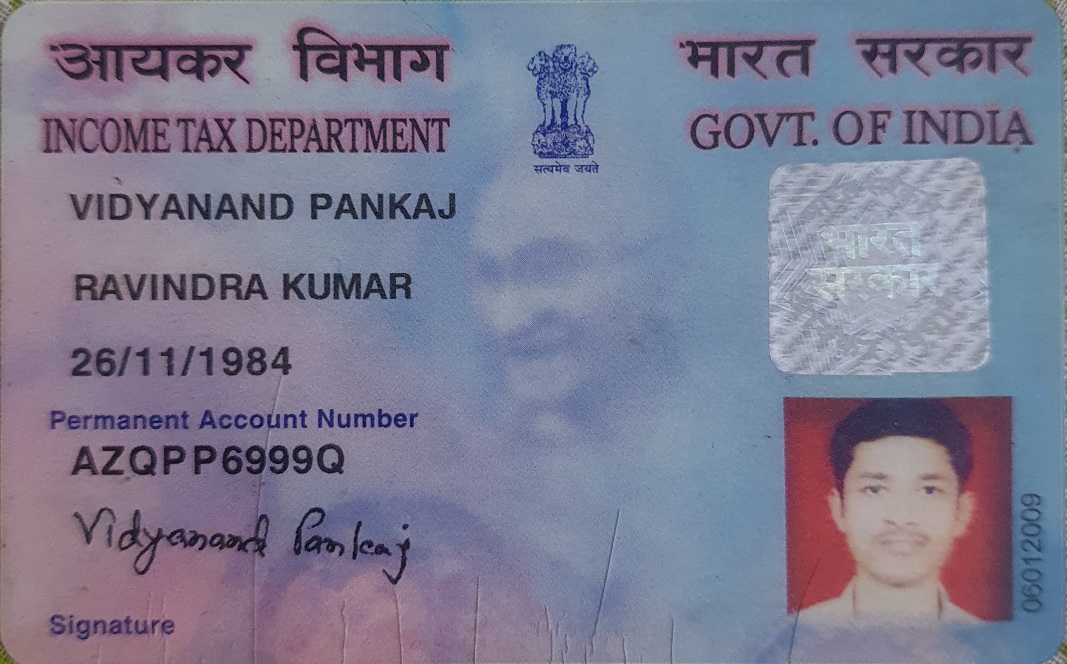 आयकर विभाग
INCOME TAX DEPARTMENT
सत्यमेव जयते
भारत सरकार
GOVT. OF INDIA
VIDYANAND PANKAJ
RAVINDRA KUMAR
26/11/1984
Permanent Account Number
AZQPP6999Q
Vidyanand Pankaj
Signature
भारत
सरकार
06012009